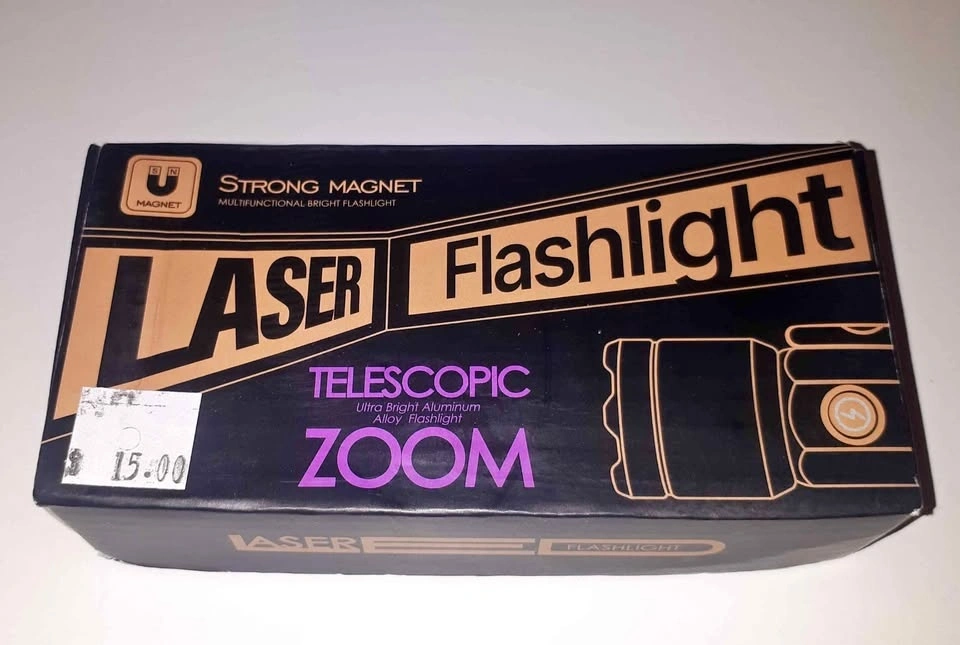 S N
MAGNET
STRONG MAGNET
MULTIFUNCTIONAL BRIGHT FLASHLIGHT
LASER Flashlight
TELESCOPIC
Ultra Bright Aluminum
Alloy Flashlight
ZOOM
$ 15.00
LASER FLASHLIGHT